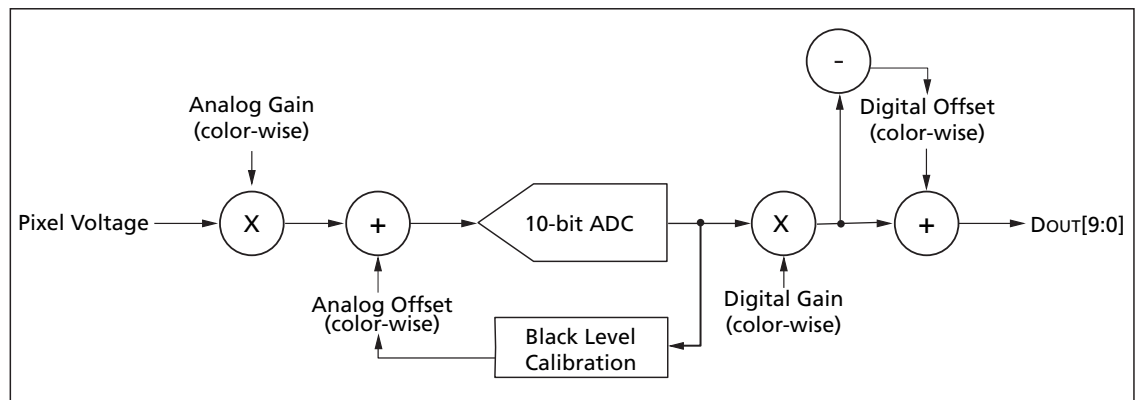 -
Analog Gain
(color-wise)
Digital Offset
(color-wise)
Pixel Voltage
X
+
10-bit ADC
X
+
DOUT[9:0]
Analog Offset
(color-wise)
Digital Gain
(color-wise)
Black Level
Calibration